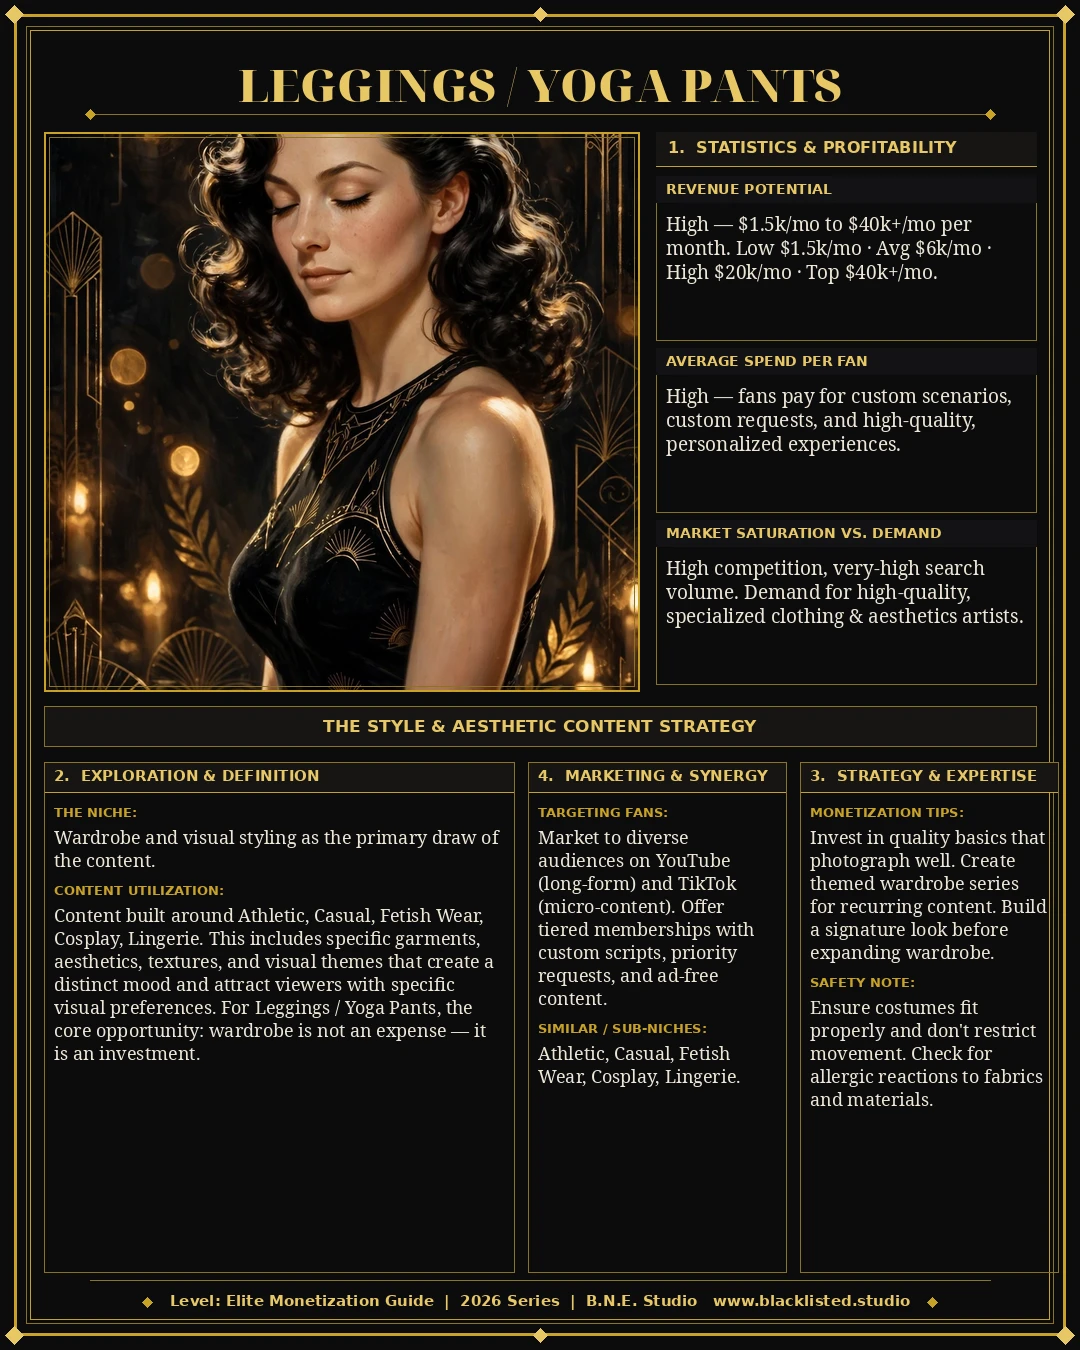 LEGGINGS / YOGA PANTS
1. STATISTICS & PROFITABILITY
REVENUE POTENTIAL
High — $1.5k/mo to $40k+/mo per
month. Low $1.5k/mo · Avg $6k/mo ·
High $20k/mo · Top $40k+/mo.
AVERAGE SPEND PER FAN
High — fans pay for custom scenarios,
custom requests, and high-quality,
personalized experiences.
MARKET SATURATION VS. DEMAND
High competition, very-high search
volume. Demand for high-quality,
specialized clothing & aesthetics artists.
THE STYLE & AESTHETIC CONTENT STRATEGY
2. EXPLORATION & DEFINITION
THE NICHE:
Wardrobe and visual styling as the primary draw of
the content.
CONTENT UTILIZATION:
Content built around Athletic, Casual, Fetish Wear,
Cosplay, Lingerie. This includes specific garments,
aesthetics, textures, and visual themes that create a
distinct mood and attract viewers with specific
visual preferences. For Leggings / Yoga Pants, the
core opportunity: wardrobe is not an expense — it
is an investment.
4. MARKETING & SYNERGY
TARGETING FANS:
Market to diverse
audiences on YouTube
(long-form) and TikTok
(micro-content). Offer
tiered memberships with
custom scripts, priority
requests, and ad-free
content.
SIMILAR / SUB-NICHES:
Athletic, Casual, Fetish
Wear, Cosplay, Lingerie.
3. STRATEGY & EXPERTISE
MONETIZATION TIPS:
Invest in quality basics that
photograph well. Create
themed wardrobe series
for recurring content. Build
a signature look before
expanding wardrobe.
SAFETY NOTE:
Ensure costumes fit
properly and don't restrict
movement. Check for
allergic reactions to fabrics
and materials.
Level: Elite Monetization Guide | 2026 Series | B.N.E. Studio www.blacklisted.studio